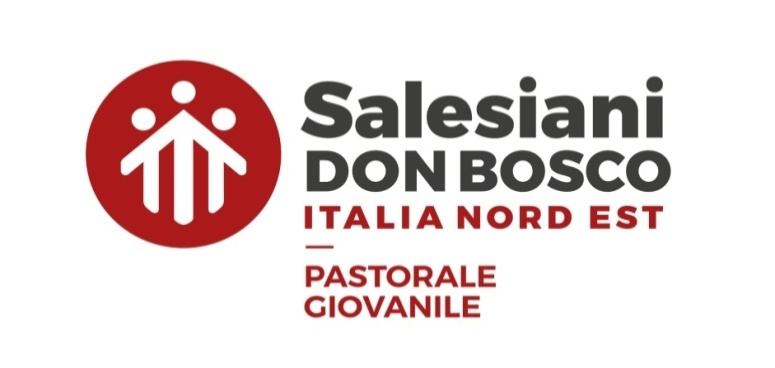 Salesiani
DON BOSCO
ITALIA NORD EST
PASTORALE
GIOVANILE